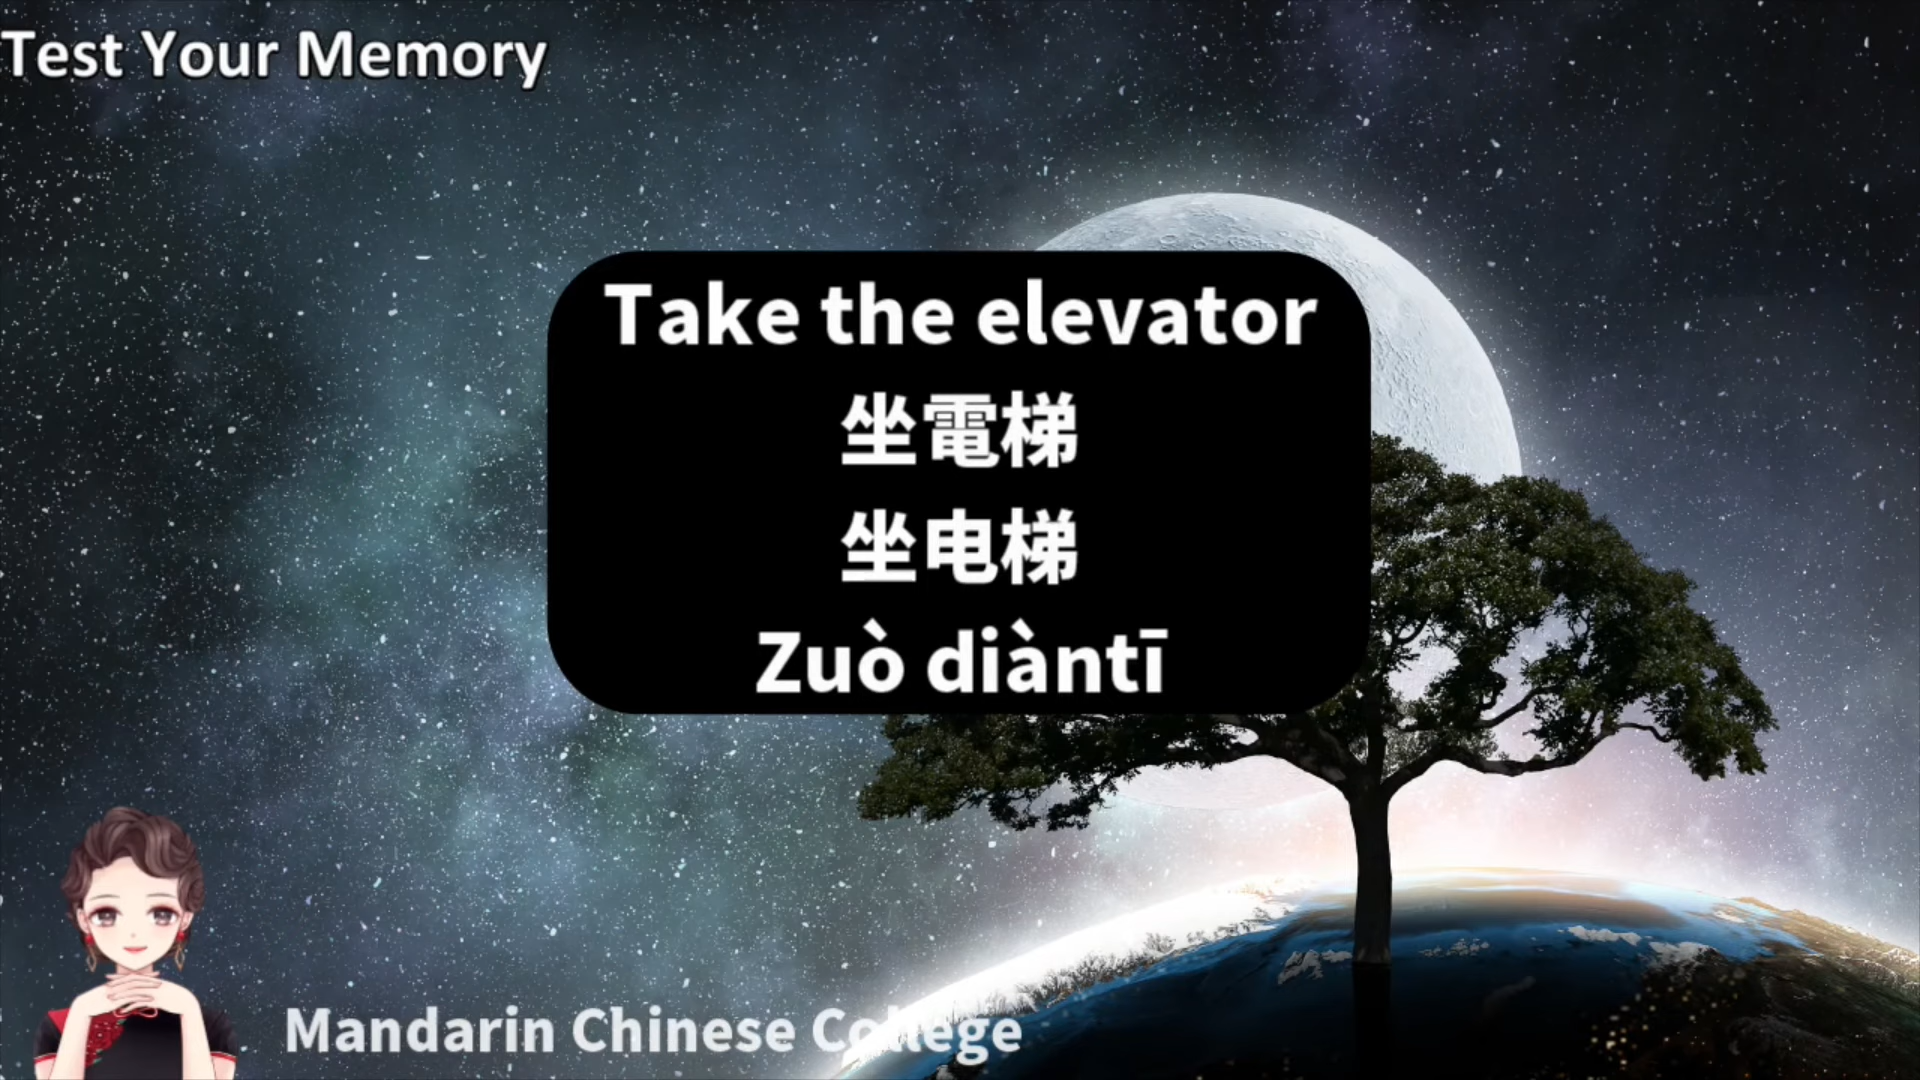 Test Your Memory
Take the elevator
坐電梯
坐电梯
Zuò diàntī
Mandarin Chinese College